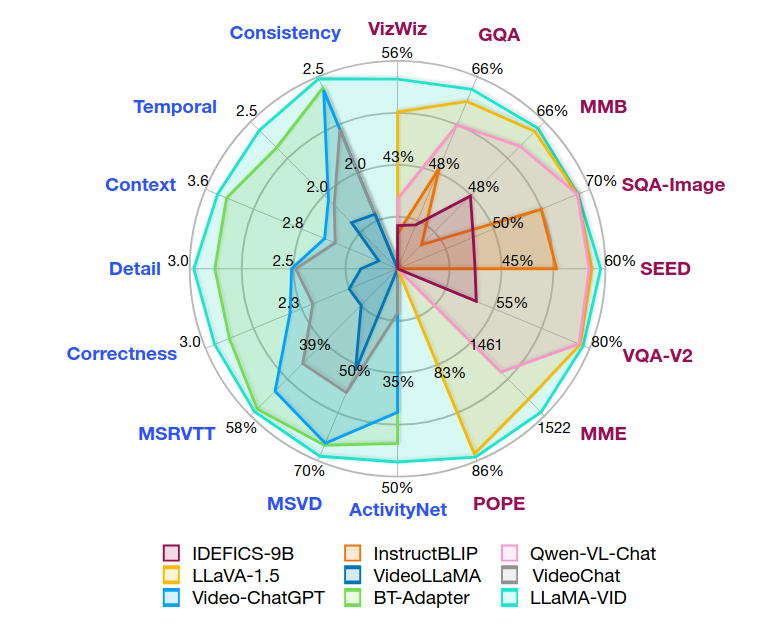 VizWiz
Consistency
GQA
56%
2.5
66%
Temporal
2.5
66%
MMB
2.0
43%
48%
Context
3.6
2.0
48%
70%
SQA-Image
2.8
50%
Detail
3.0
2.5
45%
60%
SEED
2.3
55%
Correctness
3.0
39%
1461
80%
VQA-V2
50%
35%
83%
MSRVTT
58%
1522
MME
70%
86%
MSVD
50%
ActivityNet
POPE
IDEFICS-9B
InstructBLIP
Qwen-VL-Chat
LLaVA-1.5
VideoLLaMA
VideoChat
Video-ChatGPT
BT-Adapter
LLaMA-VID